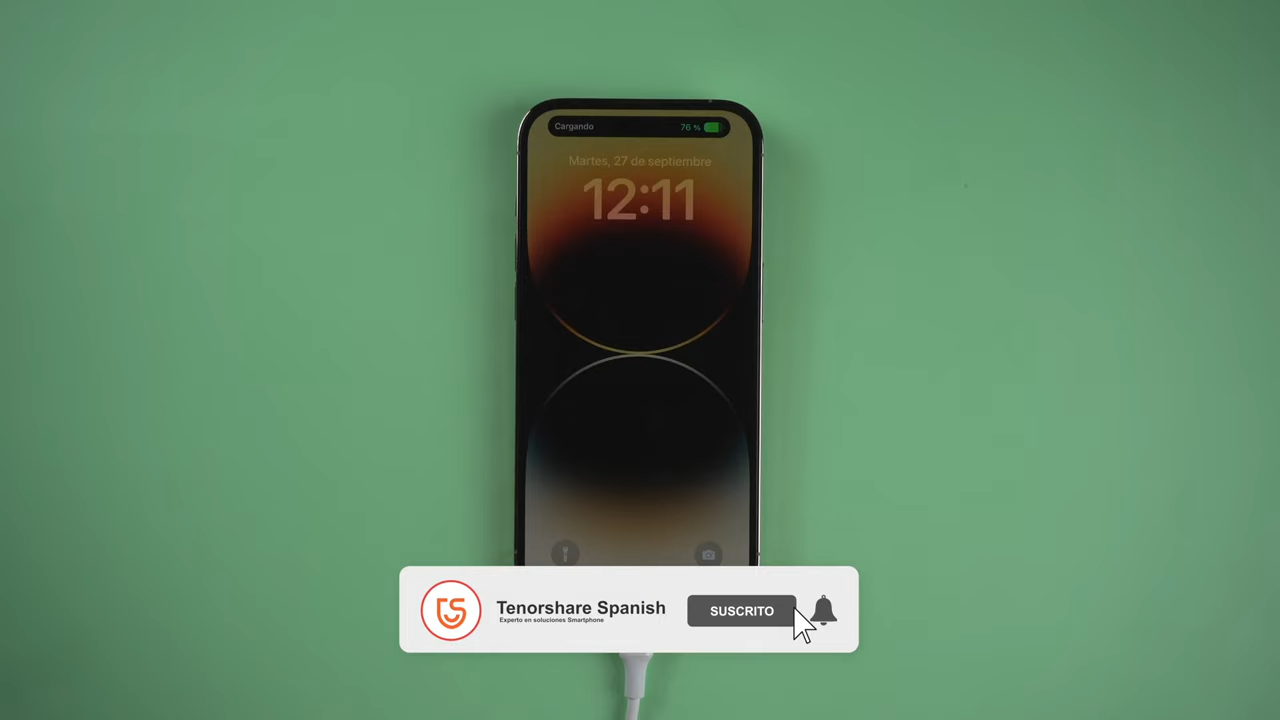 Cargando 76 %
Martes, 27 de septiembre
12:11
Tenorshare Spanish
Experto en soluciones Smartphone
SUSCRITO